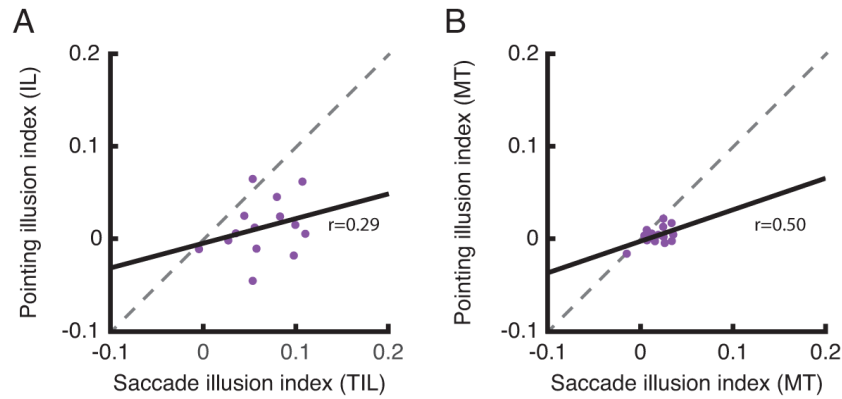 A
Pointing illusion index (IL)
0.2
0.1
0
-0.1
-0.1
0
0.1
0.2
r=0.29
Saccade illusion index (TIL)
B
Pointing illusion index (MT)
0.2
0.1
0
-0.1
-0.1
0
0.1
0.2
r=0.50
Saccade illusion index (MT)